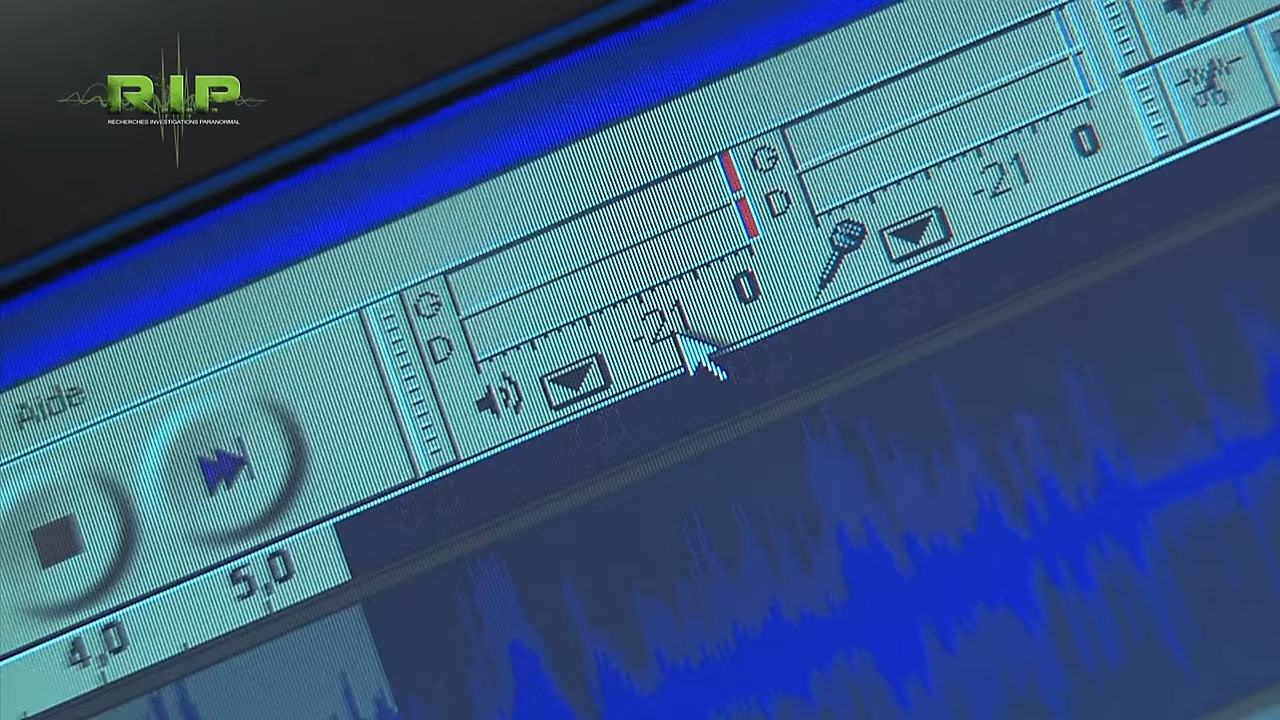 R.I.P
RECHERCHES INVESTIGATIONS PARANORMAL
G
D
-21
0
G
D
-21
0
Aide
4,0
5,0